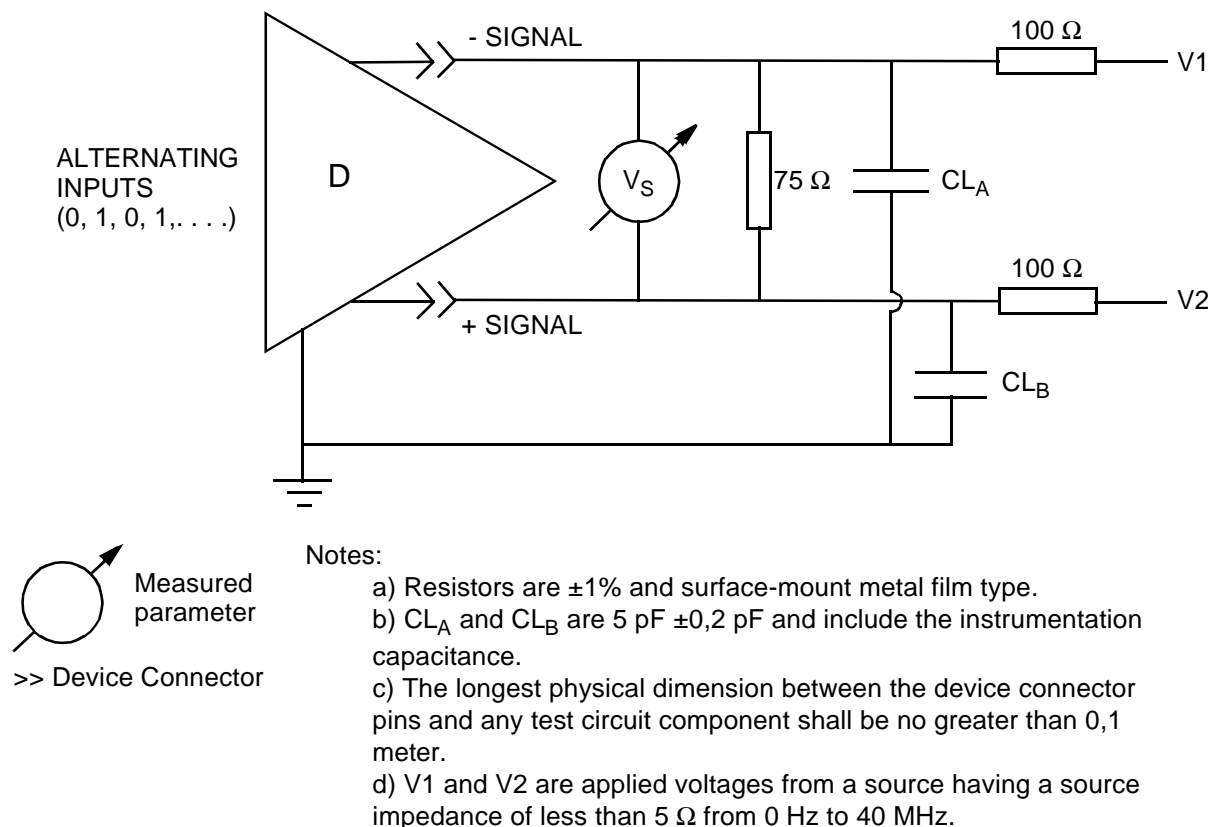 - SIGNAL
100 Ω
V1
ALTERNATING
INPUTS
(0, 1, 0, 1,. . . .)
D
VS
75 Ω
CLA
100 Ω
V2
+ SIGNAL
CLB
Measured
parameter
>> Device Connector
Notes:
a) Resistors are ±1% and surface-mount metal film type.
b) CLA and CLB are 5 pF ±0,2 pF and include the instrumentation
capacitance.
c) The longest physical dimension between the device connector
pins and any test circuit component shall be no greater than 0,1
meter.
d) V1 and V2 are applied voltages from a source having a source
impedance of less than 5 Ω from 0 Hz to 40 MHz.